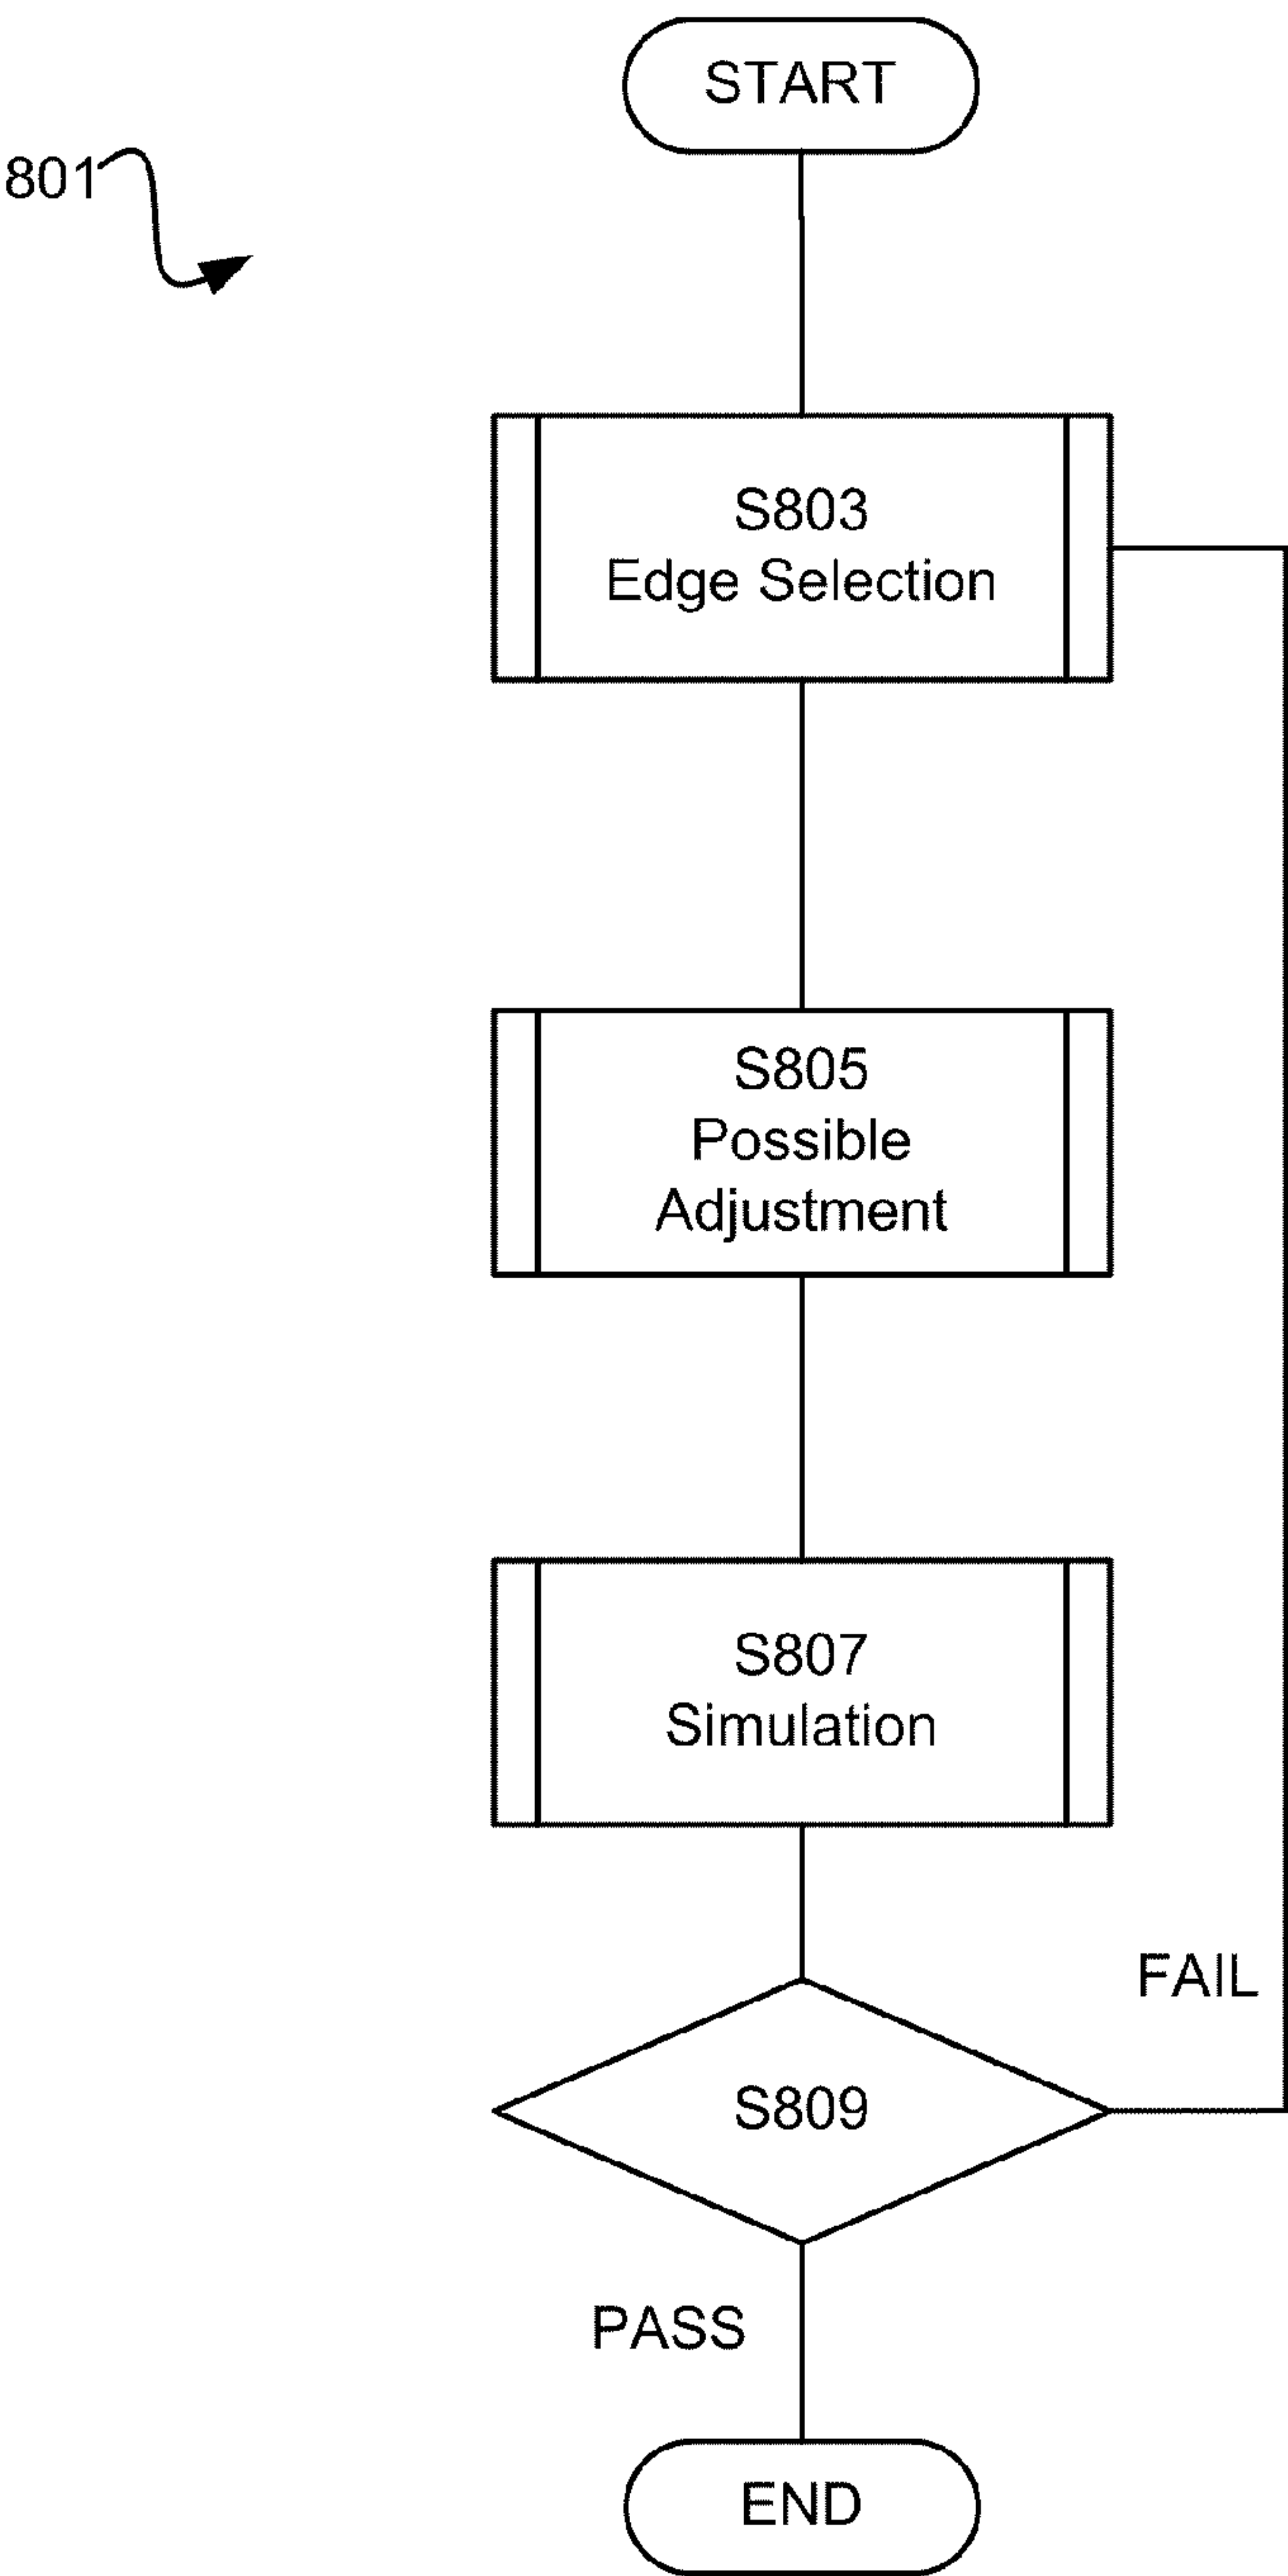 START
801
S803
Edge Selection
S805
Possible
Adjustment
S807
Simulation
FAIL
S809
PASS
END